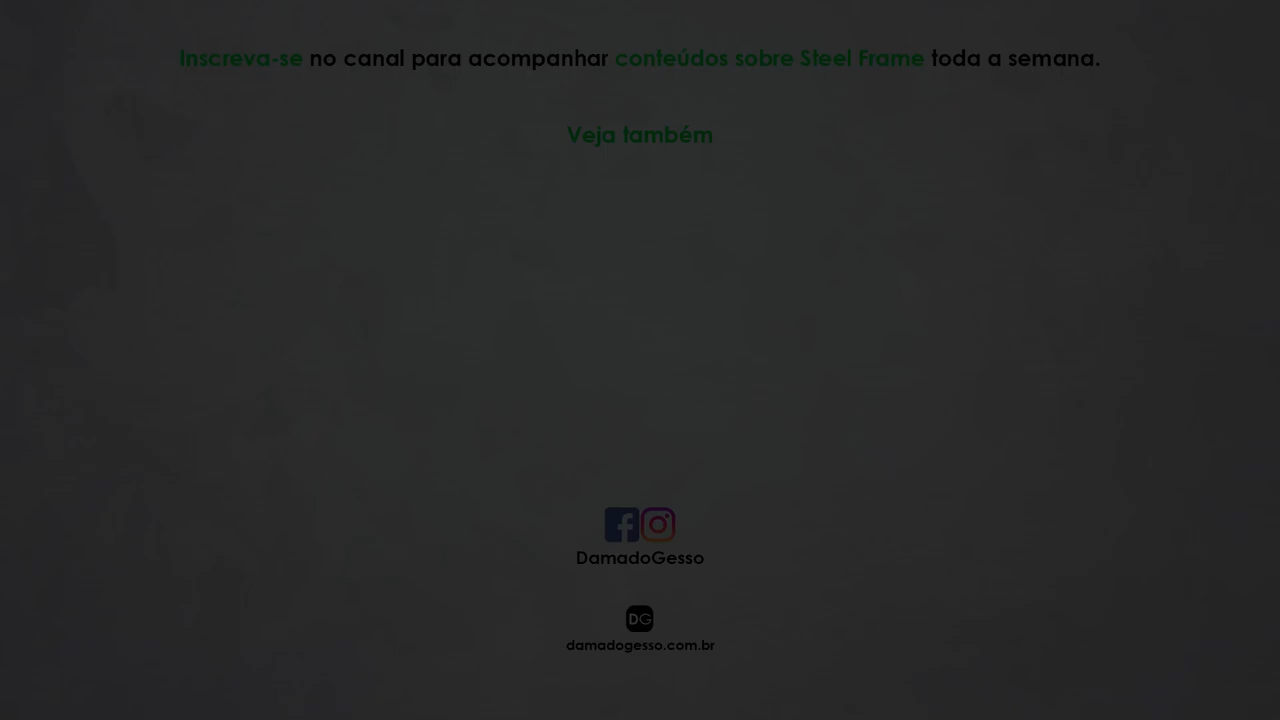 Inscreva-se no canal para acompanhar conteúdos sobre Steel Frame toda a semana.
Veja também
DamadoGesso
DG
damadogesso.com.br